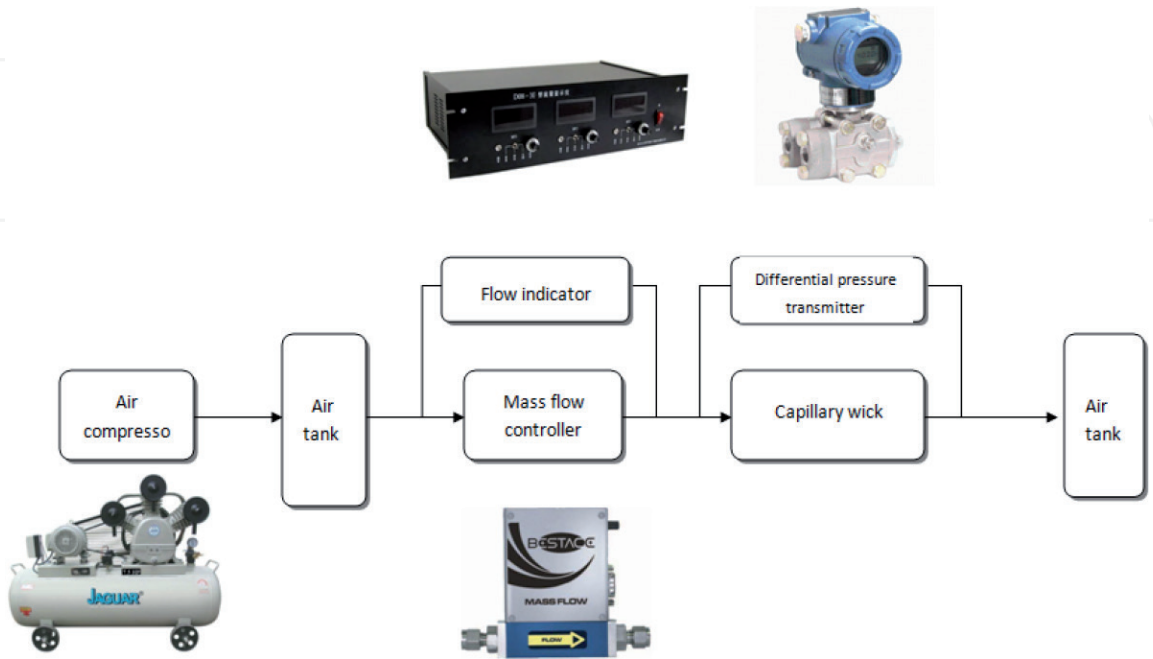 Flow indicator
Differential pressure
transmitter
Air
compresso
Air
tank
Mass flow
controller
Capillary wick
Air
tank
JAGUAR®
BESTACE
MASS FLOW
FLOW